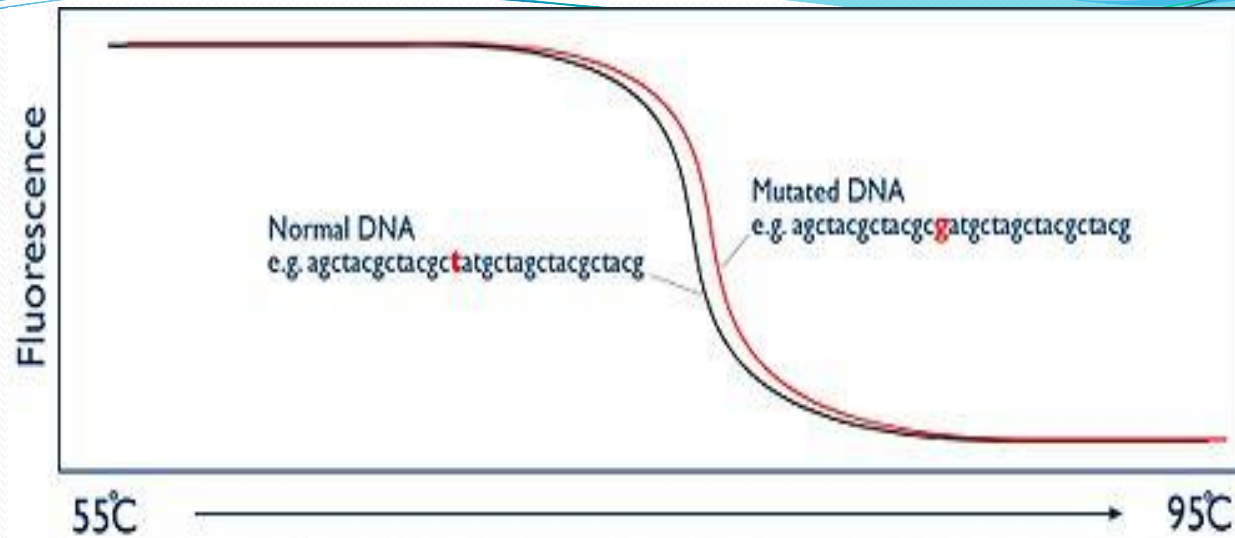 Fluorescence
Normal DNA
e.g. agctacgctacgctatgctagctacgctacg
Mutated DNA
e.g. agctacgctacgcgatgctagctacgctacg
55°C
95°C